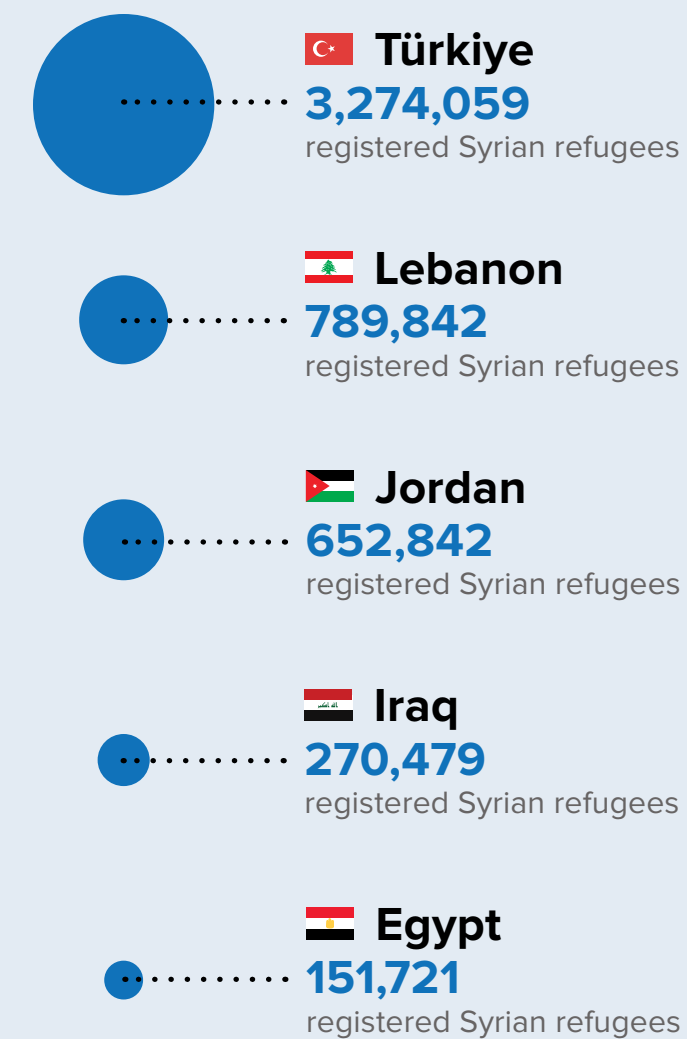 Türkiye
3,274,059
registered Syrian refugees
Lebanon
789,842
registered Syrian refugees
Jordan
652,842
registered Syrian refugees
Iraq
270,479
registered Syrian refugees
Egypt
151,721
registered Syrian refugees